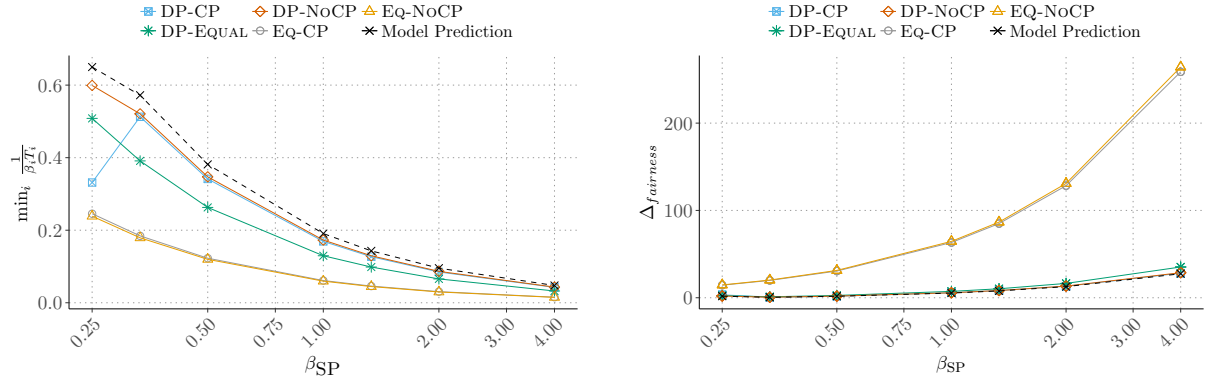 DP-CP DP-NoCP Eq-NoCP
DP-Equal Eq-CP Model Prediction
min_i 1/(β_i T_i)
0.6
0.4
0.2
0.0
0.25 0.50 0.75 1.00 2.00 3.00 4.00
β_SP
DP-CP DP-NoCP Eq-NoCP
DP-Equal Eq-CP Model Prediction
Δ_fairness
200
100
0
0.25 0.50 0.75 1.00 2.00 3.00 4.00
β_SP